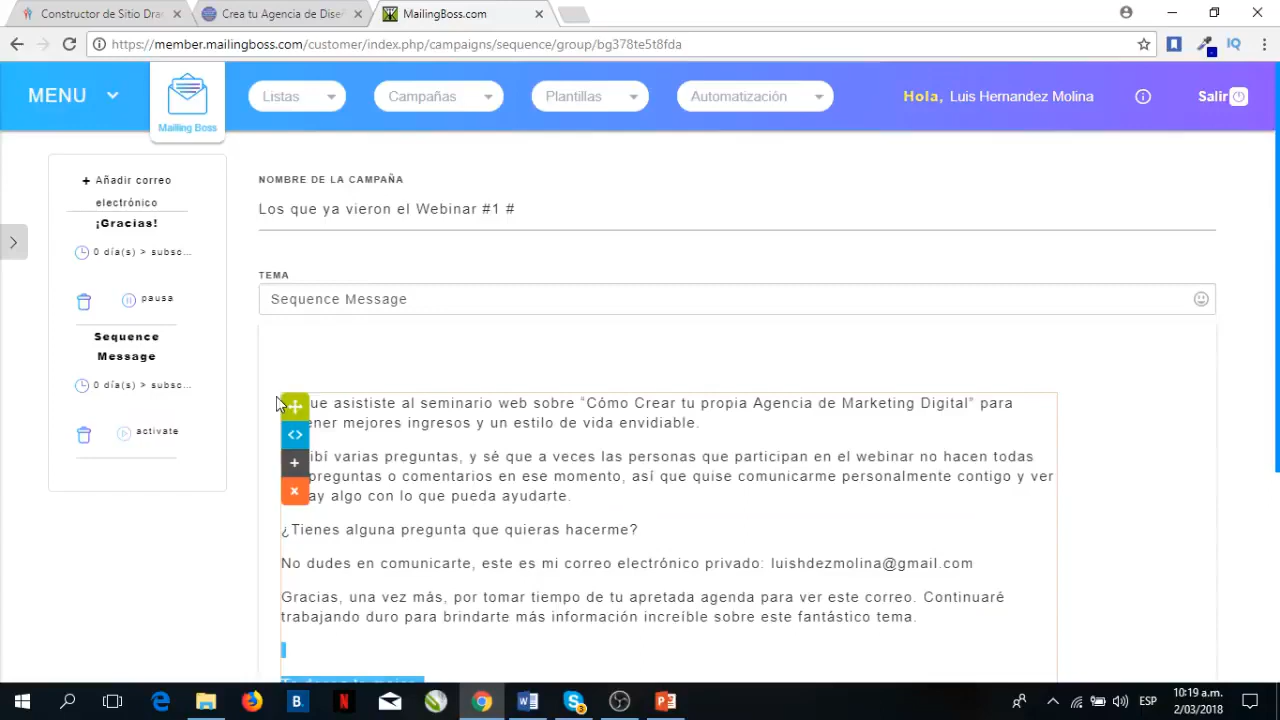 Constructor de Sitio Dra
Crea tu Agencia de Dise
MailingBoss.com
https://member.mailingboss.com/customer/index.php/campaigns/sequence/group/bg378te5t8fda
IQ
MENU
Mailing Boss
Listas
Campañas
Plantillas
Automatización
Hola, Luis Hernandez Molina
Salir
+ Añadir correo
electrónico
¡Gracias!
0 día(s) > subsc...
pausa
Sequence
Message
0 día(s) > subsc...
activate
NOMBRE DE LA CAMPAÑA
Los que ya vieron el Webinar #1 #
TEMA
Sequence Message
ue asististe al seminario web sobre “Cómo Crear tu propia Agencia de Marketing Digital” para
ener mejores ingresos y un estilo de vida envidiable.
ibí varias preguntas, y sé que a veces las personas que participan en el webinar no hacen todas
preguntas o comentarios en ese momento, así que quise comunicarme personalmente contigo y ver
ay algo con lo que pueda ayudarte.
¿Tienes alguna pregunta que quieras hacerme?
No dudes en comunicarte, este es mi correo electrónico privado: luishdezmolina@gmail.com
Gracias, una vez más, por tomar tiempo de tu apretada agenda para ver este correo. Continuaré
trabajando duro para brindarte más información increíble sobre este fantástico tema.
B.
N
ESP
10:19 a.m.
2/03/2018